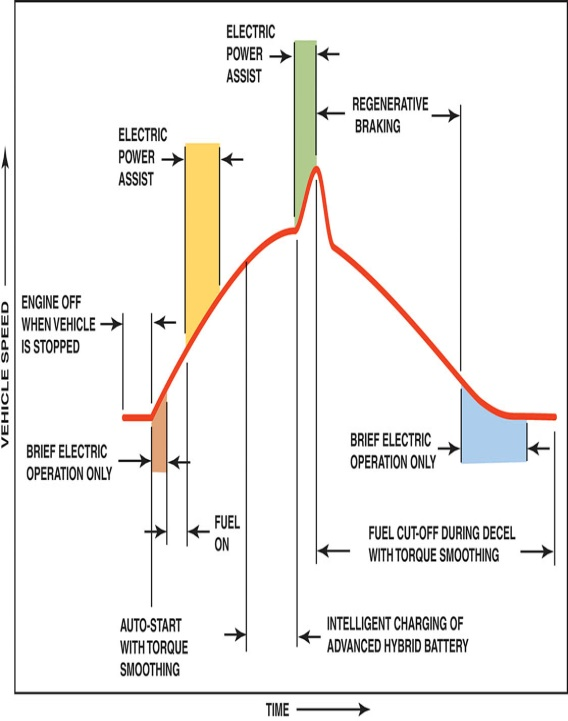 ELECTRIC
POWER
ASSIST
REGENERATIVE
BRAKING
ELECTRIC
POWER
ASSIST
ENGINE OFF
WHEN VEHICLE
IS STOPPED
VEHICLE SPEED
BRIEF ELECTRIC
OPERATION ONLY
BRIEF ELECTRIC
OPERATION ONLY
FUEL
ON
FUEL CUT-OFF DURING DECEL
WITH TORQUE SMOOTHING
AUTO-START
WITH TORQUE
SMOOTHING
INTELLIGENT CHARGING OF
ADVANCED HYBRID BATTERY
TIME